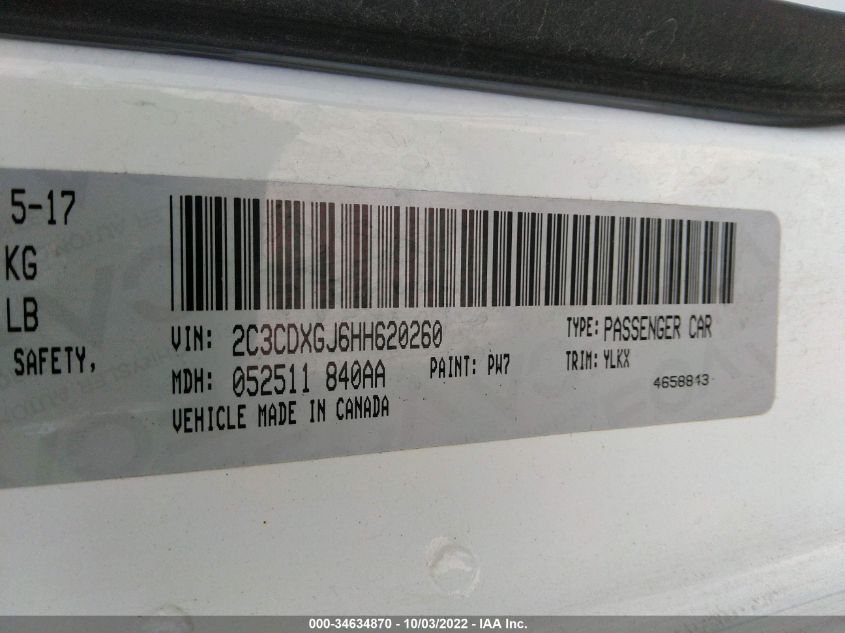 5-17
KG
LB
SAFETY,
VIN: 2C3CDXGJ6HH620260
TYPE: PASSENGER CAR
MDH: 052511 840AA
PAINT: PW7
TRIM: YLKX
VEHICLE MADE IN CANADA
4658843
000-34634870 - 10/03/2022 - IAA Inc.